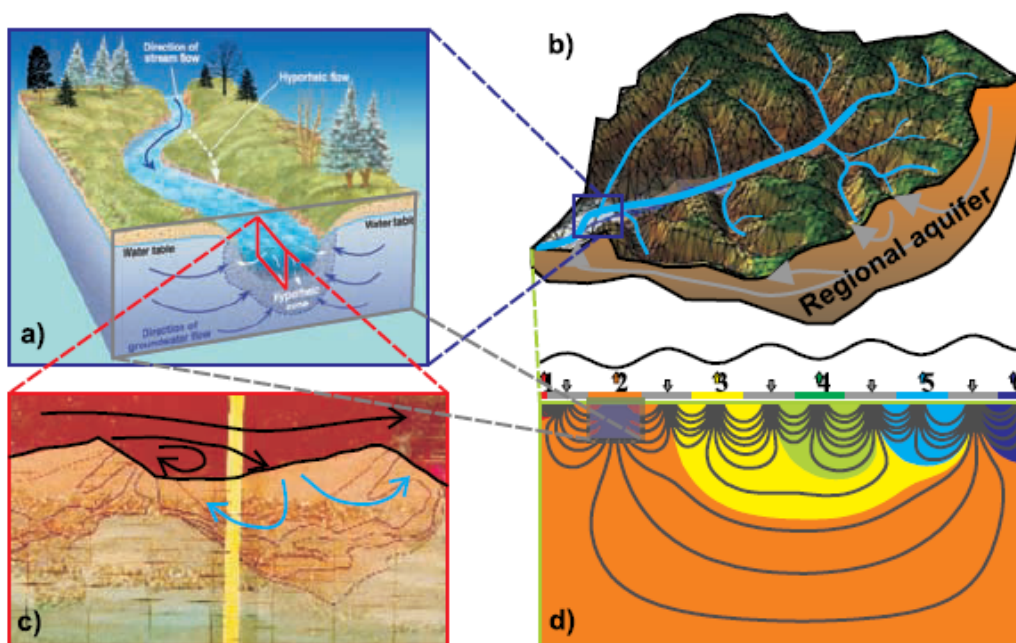 a)
Direction of
stream flow
Hyporheic flow
Water table
Water table
Hyporheic
zone
Direction of
groundwater flow
b)
Regional aquifer
c)
1 2 3 4 5
d)